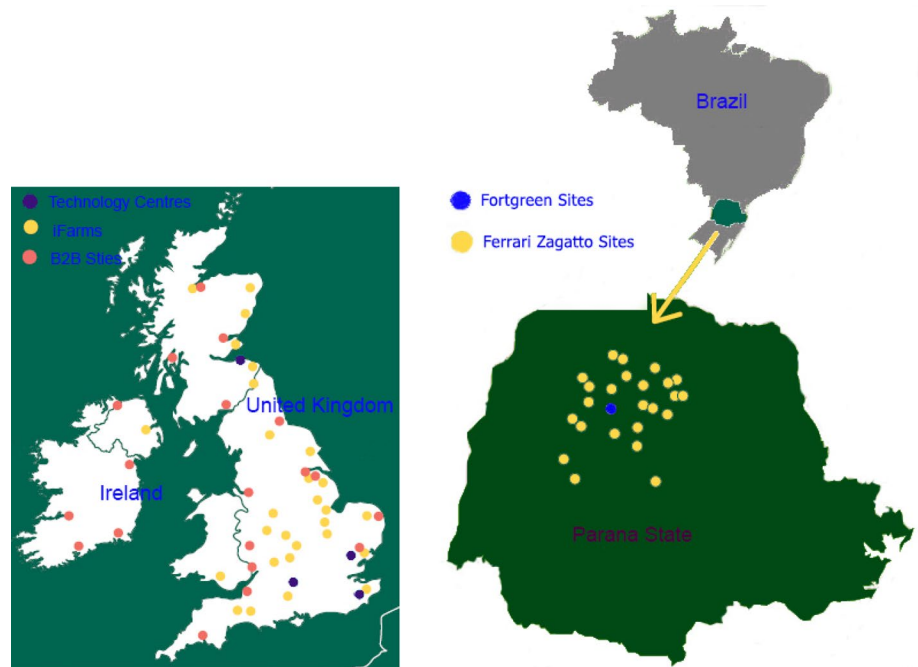 Brazil
Technology Centres
iFarms
B2B Sties
Fortgreen Sites
Ferrari Zagatto Sites
United Kingdom
Ireland
Parana State